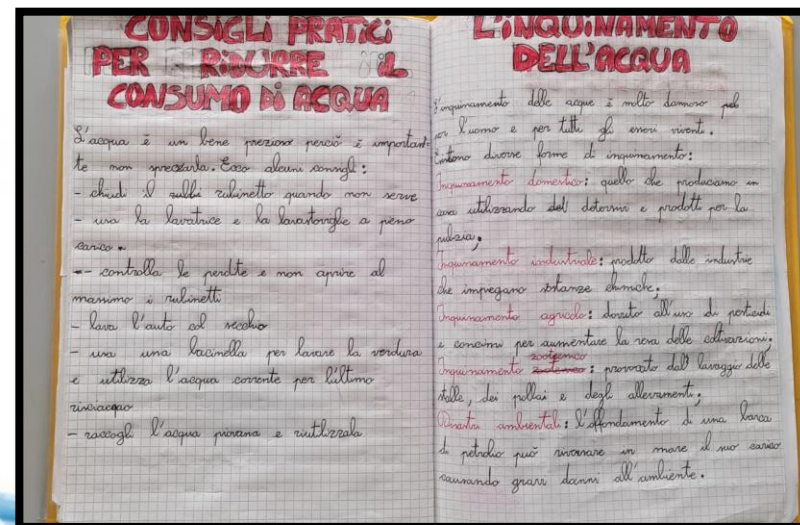 CONSIGLI PRATICI
PER RIDURRE IL
CONSUMO DI ACQUA
L'acqua è un bene prezioso perciò è importan-
te non sprecarla. Ecco alcuni consigli:
- chiudi il rubinetto quando non serve
- usa la lavatrice e la lavastoviglie a pieno
carico.
- controlla le perdite e non aprire al
massimo i rubinetti
- lava l'auto col secchio
- usa una bacinella per lavare la verdura
e utilizza l'acqua corrente per l'ultimo
risciacquo
- raccogli l'acqua piovana e riutilizzala
L'INQUINAMENTO
DELL'ACQUA
L'inquinamento delle acque è molto dannoso
per l'uomo e per tutti gli esseri viventi.
Esistono diverse forme di inquinamento:
Inquinamento domestico: quello che produciamo in
casa utilizzando detersivi e prodotti per la
pulizia.
Inquinamento industriale: prodotto dalle industrie
che impiegano sostanze chimiche.
Inquinamento agricolo: dovuto all'uso di pesticidi
e concimi per aumentare la resa delle coltivazioni.
Inquinamento zootecnico: provocato dal lavaggio delle
stalle, dei pollai e degli allevamenti.
Disastri ambientali: l'affondamento di una barca
di petrolio può riversare in mare il suo carico
causando gravi danni all'ambiente.